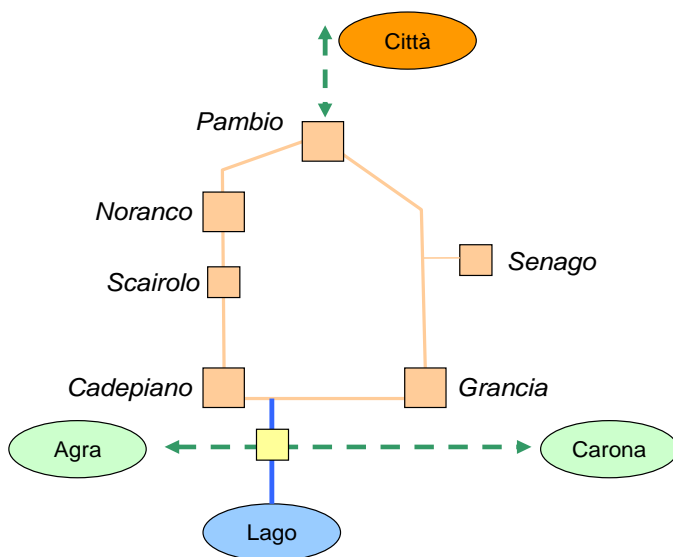 Città
Pambio
Noranco
Senago
Scairolo
Cadepiano
Grancia
Agra
Carona
Lago